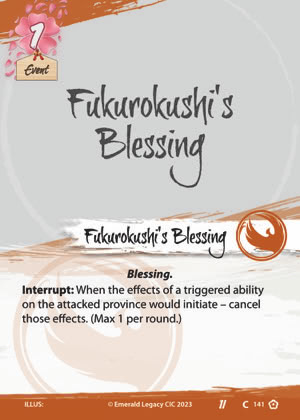 1
Event
Fukurokushi's
Blessing
Fukurokushi's Blessing
Blessing.
Interrupt: When the effects of a triggered ability
on the attacked province would initiate – cancel
those effects. (Max 1 per round.)
ILLUS: © Emerald Legacy CIC 2023 C 141